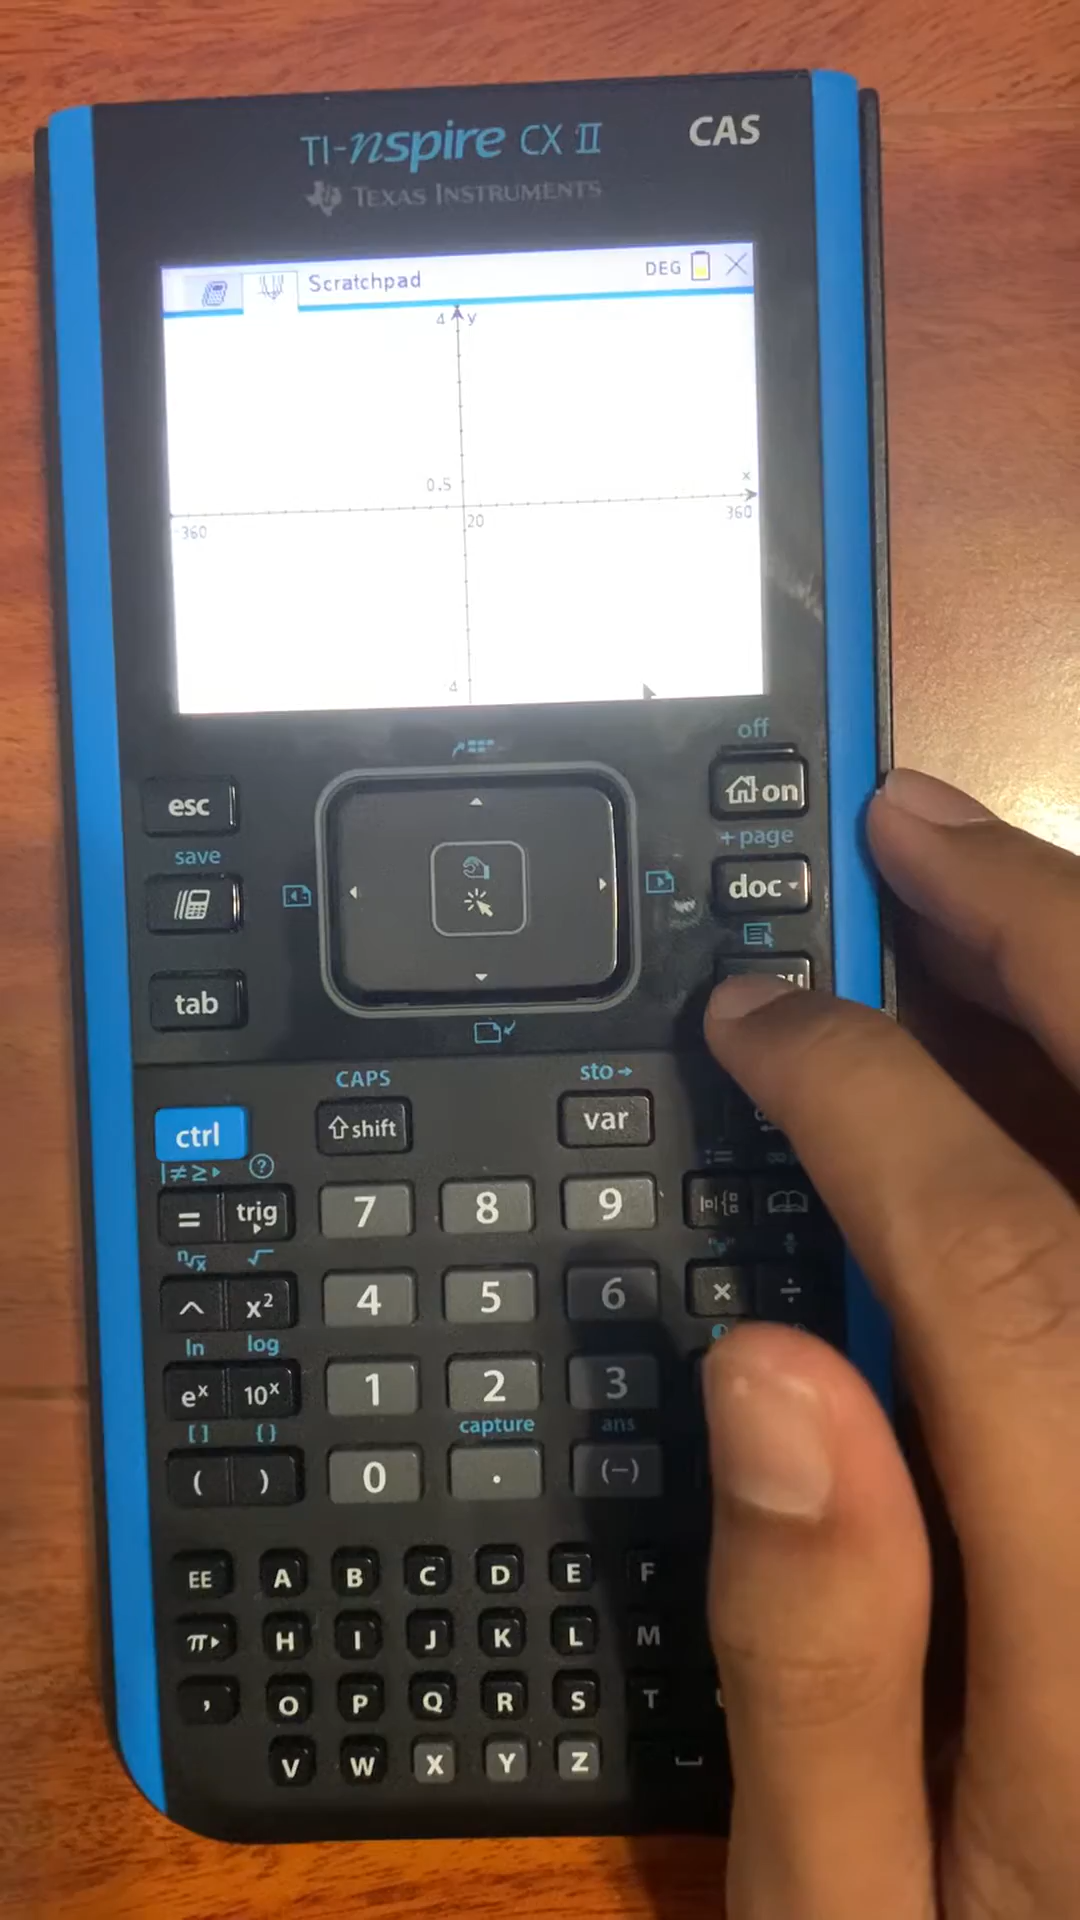 TI-nspire CX II CAS
TEXAS INSTRUMENTS
Scratchpad DEG
4 y
0.5 x
-360 20 360
-4
off
esc on
save + page
doc
tab
CAPS sto→
ctrl ⇧shift var
|≠≥▸ ? :=
= trig 7 8 9
n√x √
^ x² 4 5 6 × ÷
ln log
eˣ 10ˣ 1 2 3
[ ] { } capture ans
( ) 0 . (−)
EE A B C D E F
π▸ H I J K L M
, O P Q R S T
V W X Y Z